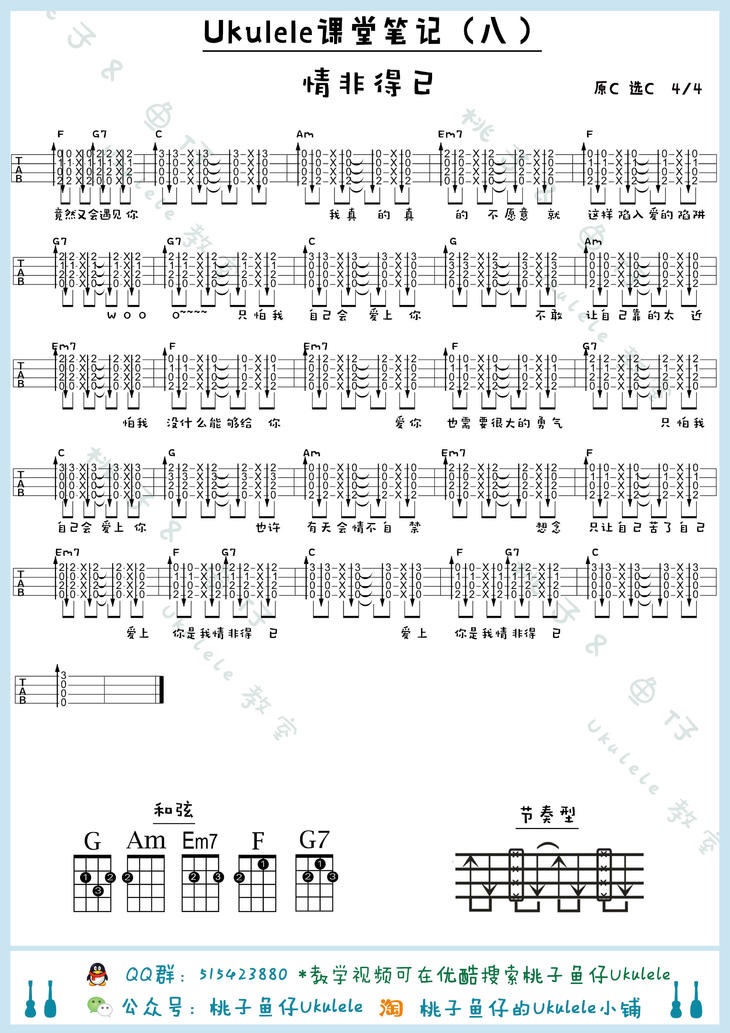 Ukulele课堂笔记（八）
情非得已
原C 选C 4/4
F G7 C Am Em7 F
竟然又会遇见你 我真 的真 的 不愿意 就 这样陷入爱的陷阱
G7 G7 C G Am
woo o~~~~ 只怕我 自己会 爱上 你 不敢 让自己靠的太 近
Em7 F Em7 F G7
怕我 没什么能够给 你 爱你 也需要很大的勇气 只怕我
C G Am Em7 F
自己会 爱上 你 也许 有天会情不自 禁 想念 只让自己苦了自己
Em7 F G7 C F G7 C
爱上 你是我情非得 已 爱上 你是我情非得 已
和弦
G Am Em7 F G7
节奏型
QQ群：515423880 *教学视频可在优酷搜索桃子鱼仔Ukulele
公众号：桃子鱼仔Ukulele 淘 桃子鱼仔的Ukulele小铺